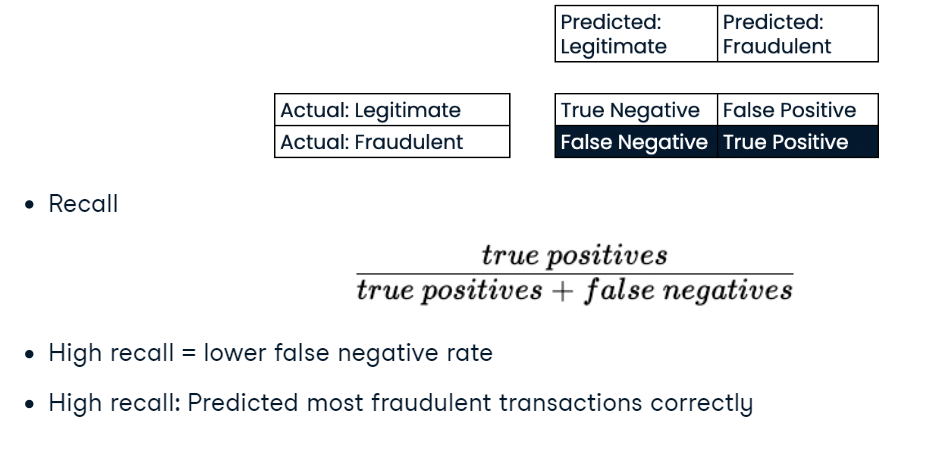 Predicted: Predicted:
Legitimate Fraudulent
Actual: Legitimate True Negative False Positive
Actual: Fraudulent False Negative True Positive
• Recall
true positives
true positives + false negatives
• High recall = lower false negative rate
• High recall: Predicted most fraudulent transactions correctly